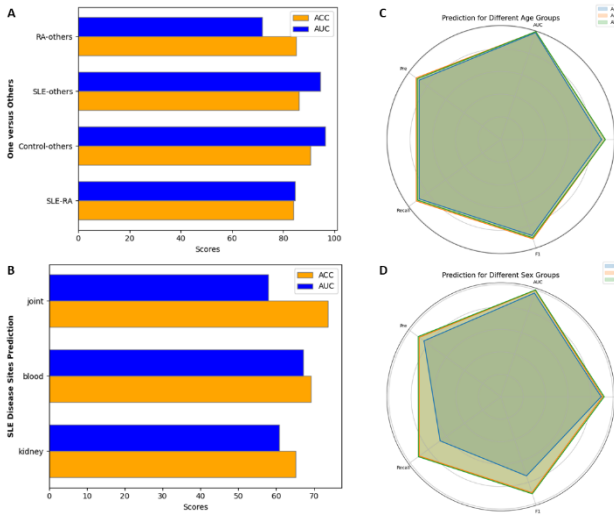 A
RA-others
SLE-others
Control-others
SLE-RA
One versus Others
ACC
AUC
0 20 40 60 80 100
Scores
B
joint
blood
kidney
SLE Disease Sites Prediction
ACC
AUC
0 10 20 30 40 50 60 70
Scores
C
Prediction for Different Age Groups
AUC
Pre
Recall
F1
A
A
A
D
Prediction for Different Sex Groups
AUC
Pre
Recall
F1